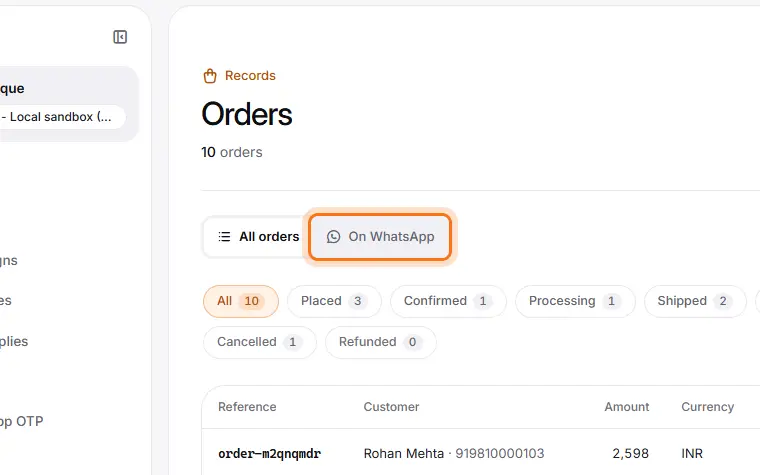 Records
Orders
10 orders
que
- Local sandbox (...
All orders On WhatsApp
All 10 Placed 3 Confirmed 1 Processing 1 Shipped 2
Cancelled 1 Refunded 0
gns
es
plies
op OTP
Reference Customer Amount Currency
order-m2qnqmdr Rohan Mehta · 919810000103 2,598 INR